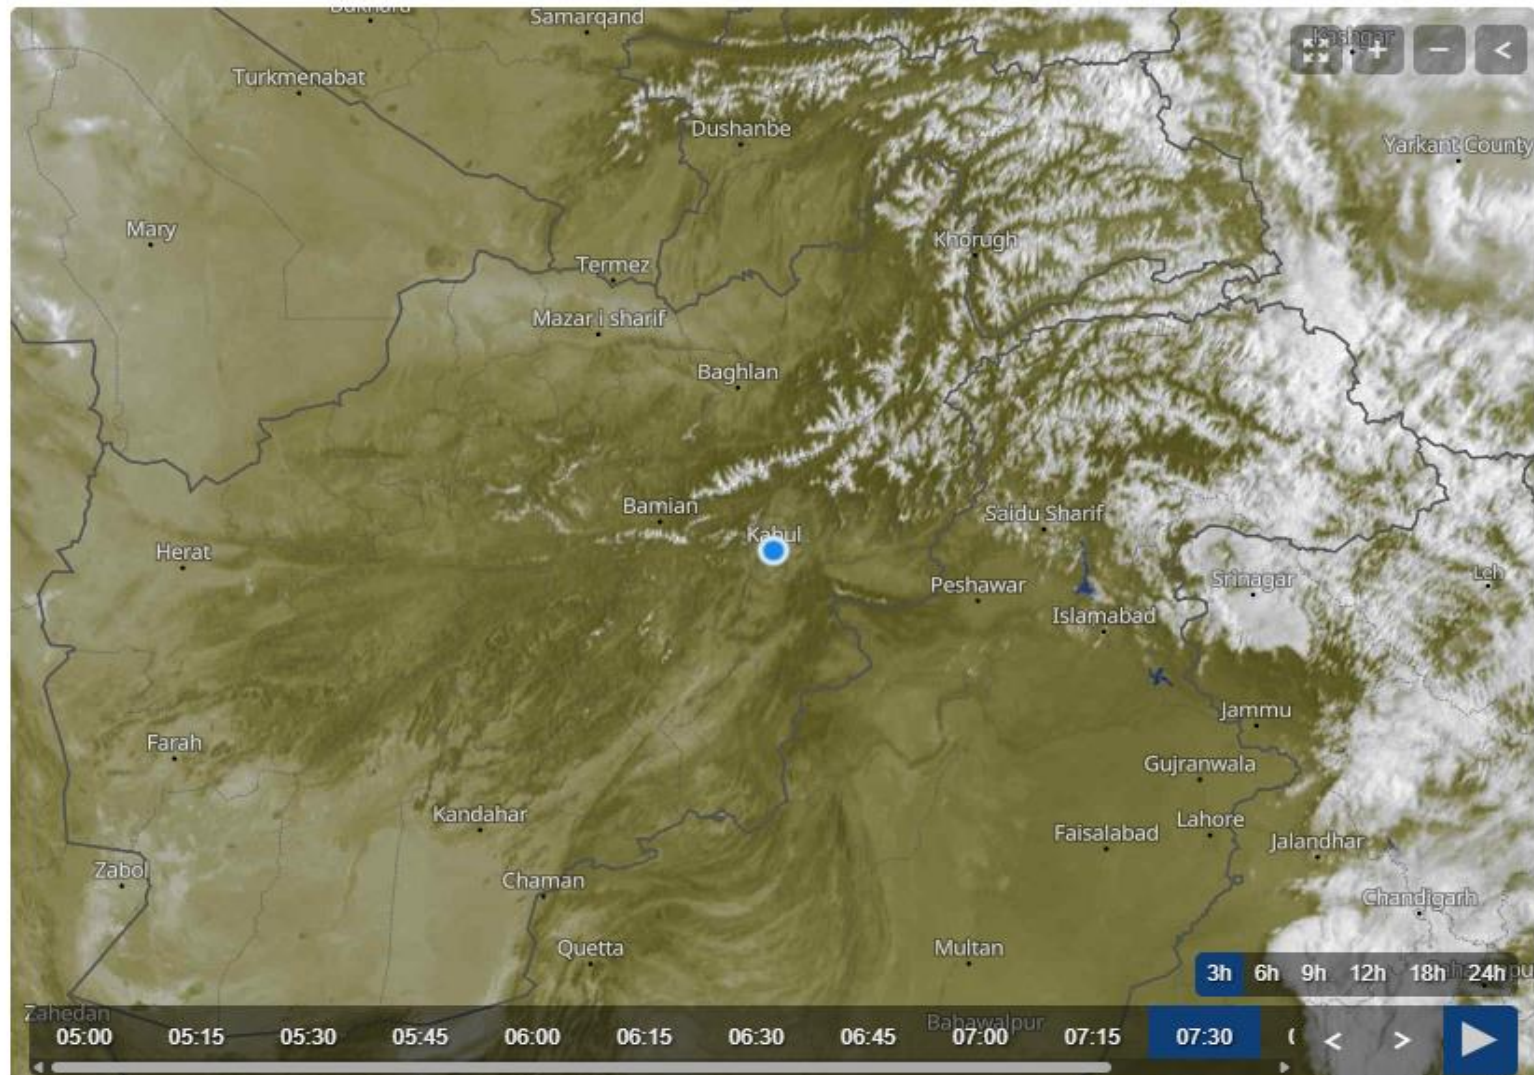 Samarqand
Kashgar
+ − <
Turkmenabat
Dushanbe
Yarkant County
Mary
Khorugh
Termez
Mazar i sharif
Baghlan
Bamian
Saidu Sharif
Kabul
Herat
Peshawar
Srinagar
Leh
Islamabad
Jammu
Farah
Gujranwala
Kandahar
Lahore
Faisalabad
Jalandhar
Zabol
Chaman
Chandigarh
Quetta
Multan
3h 6h 9h 12h 18h 24h
Zahedan
Bahawalpur
05:00 05:15 05:30 05:45 06:00 06:15 06:30 06:45 07:00 07:15 07:30 < >